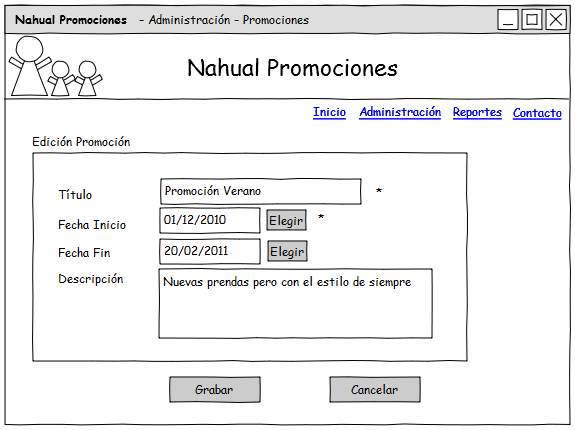 Nahual Promociones - Administración - Promociones
Nahual Promociones
Inicio Administración Reportes Contacto
Edición Promoción
Título Promoción Verano *
Fecha Inicio 01/12/2010 Elegir *
Fecha Fin 20/02/2011 Elegir
Descripción Nuevas prendas pero con el estilo de siempre
Grabar Cancelar